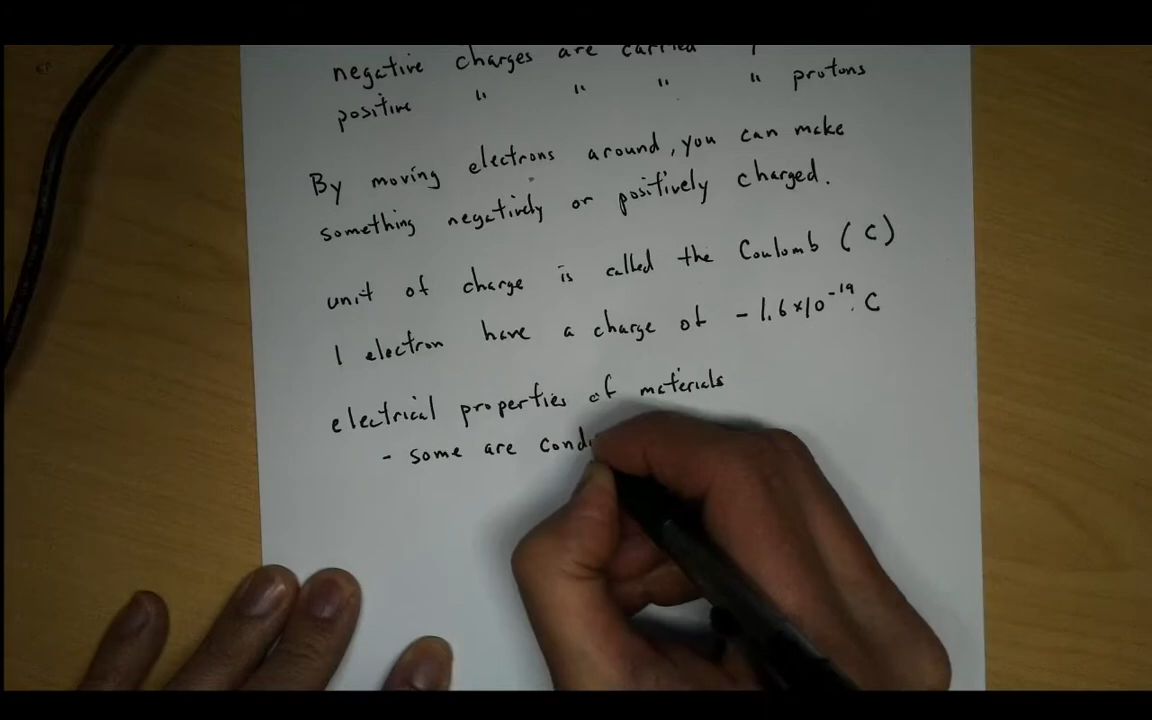 negative charges are carried
positive " " " " protons
By moving electrons around, you can make
something negatively or positively charged.
unit of charge is called the Coulomb (C)
1 electron have a charge of -1.6×10⁻¹⁹ C
electrical properties of materials
- some are cond